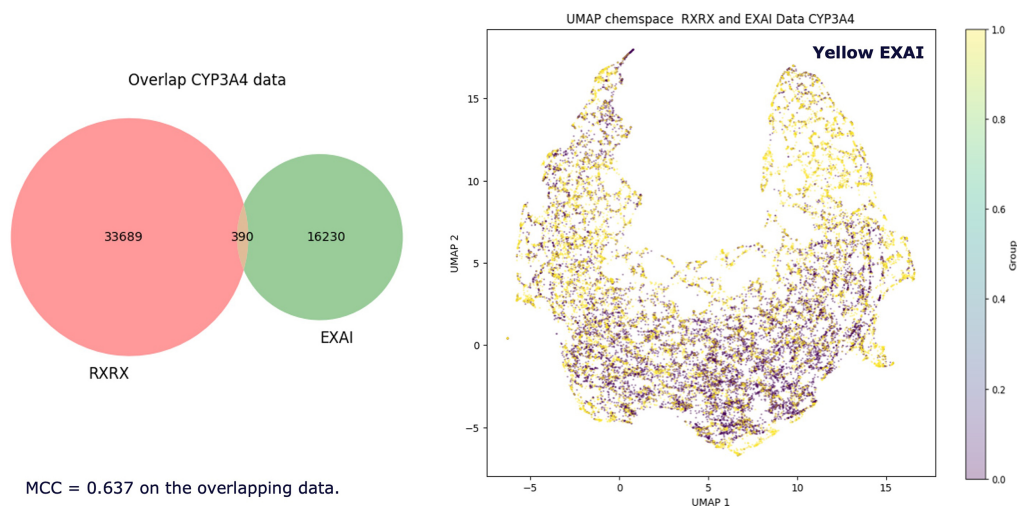 Overlap CYP3A4 data
33689
390
16230
EXAI
RXRX
MCC = 0.637 on the overlapping data.
UMAP chemspace  RXRX and EXAI Data CYP3A4
Yellow EXAI
UMAP 2
15
10
5
0
−5
−5
0
5
10
15
UMAP 1
1.0
0.8
0.6
0.4
0.2
0.0
Group